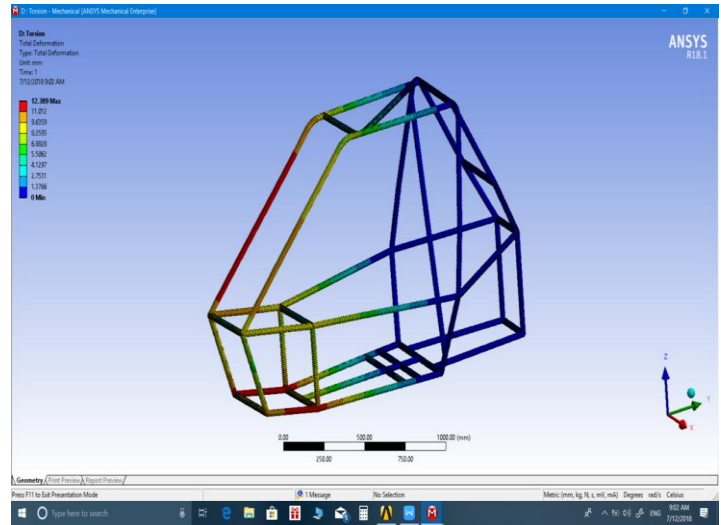 D: Torsion - Mechanical [ANSYS Mechanical Enterprise]
D: Torsion
Total Deformation
Type: Total Deformation
Unit: mm
Time: 1
7/12/2018 9:02 AM
12.389 Max
11.012
9.6359
8.2593
6.8828
5.5062
4.1297
2.7531
1.3766
0 Min
ANSYS
R18.1
Z
Y
X
0.00
500.00
1000.00 (mm)
250.00
750.00
Geometry / Print Preview / Report Preview
Press F11 to Exit Presentation Mode
1 Message
No Selection
Metric (mm, kg, N, s, mV, mA)
Degrees
rad/s
Celsius
Type here to search
ENG
9:02 AM
7/12/2018